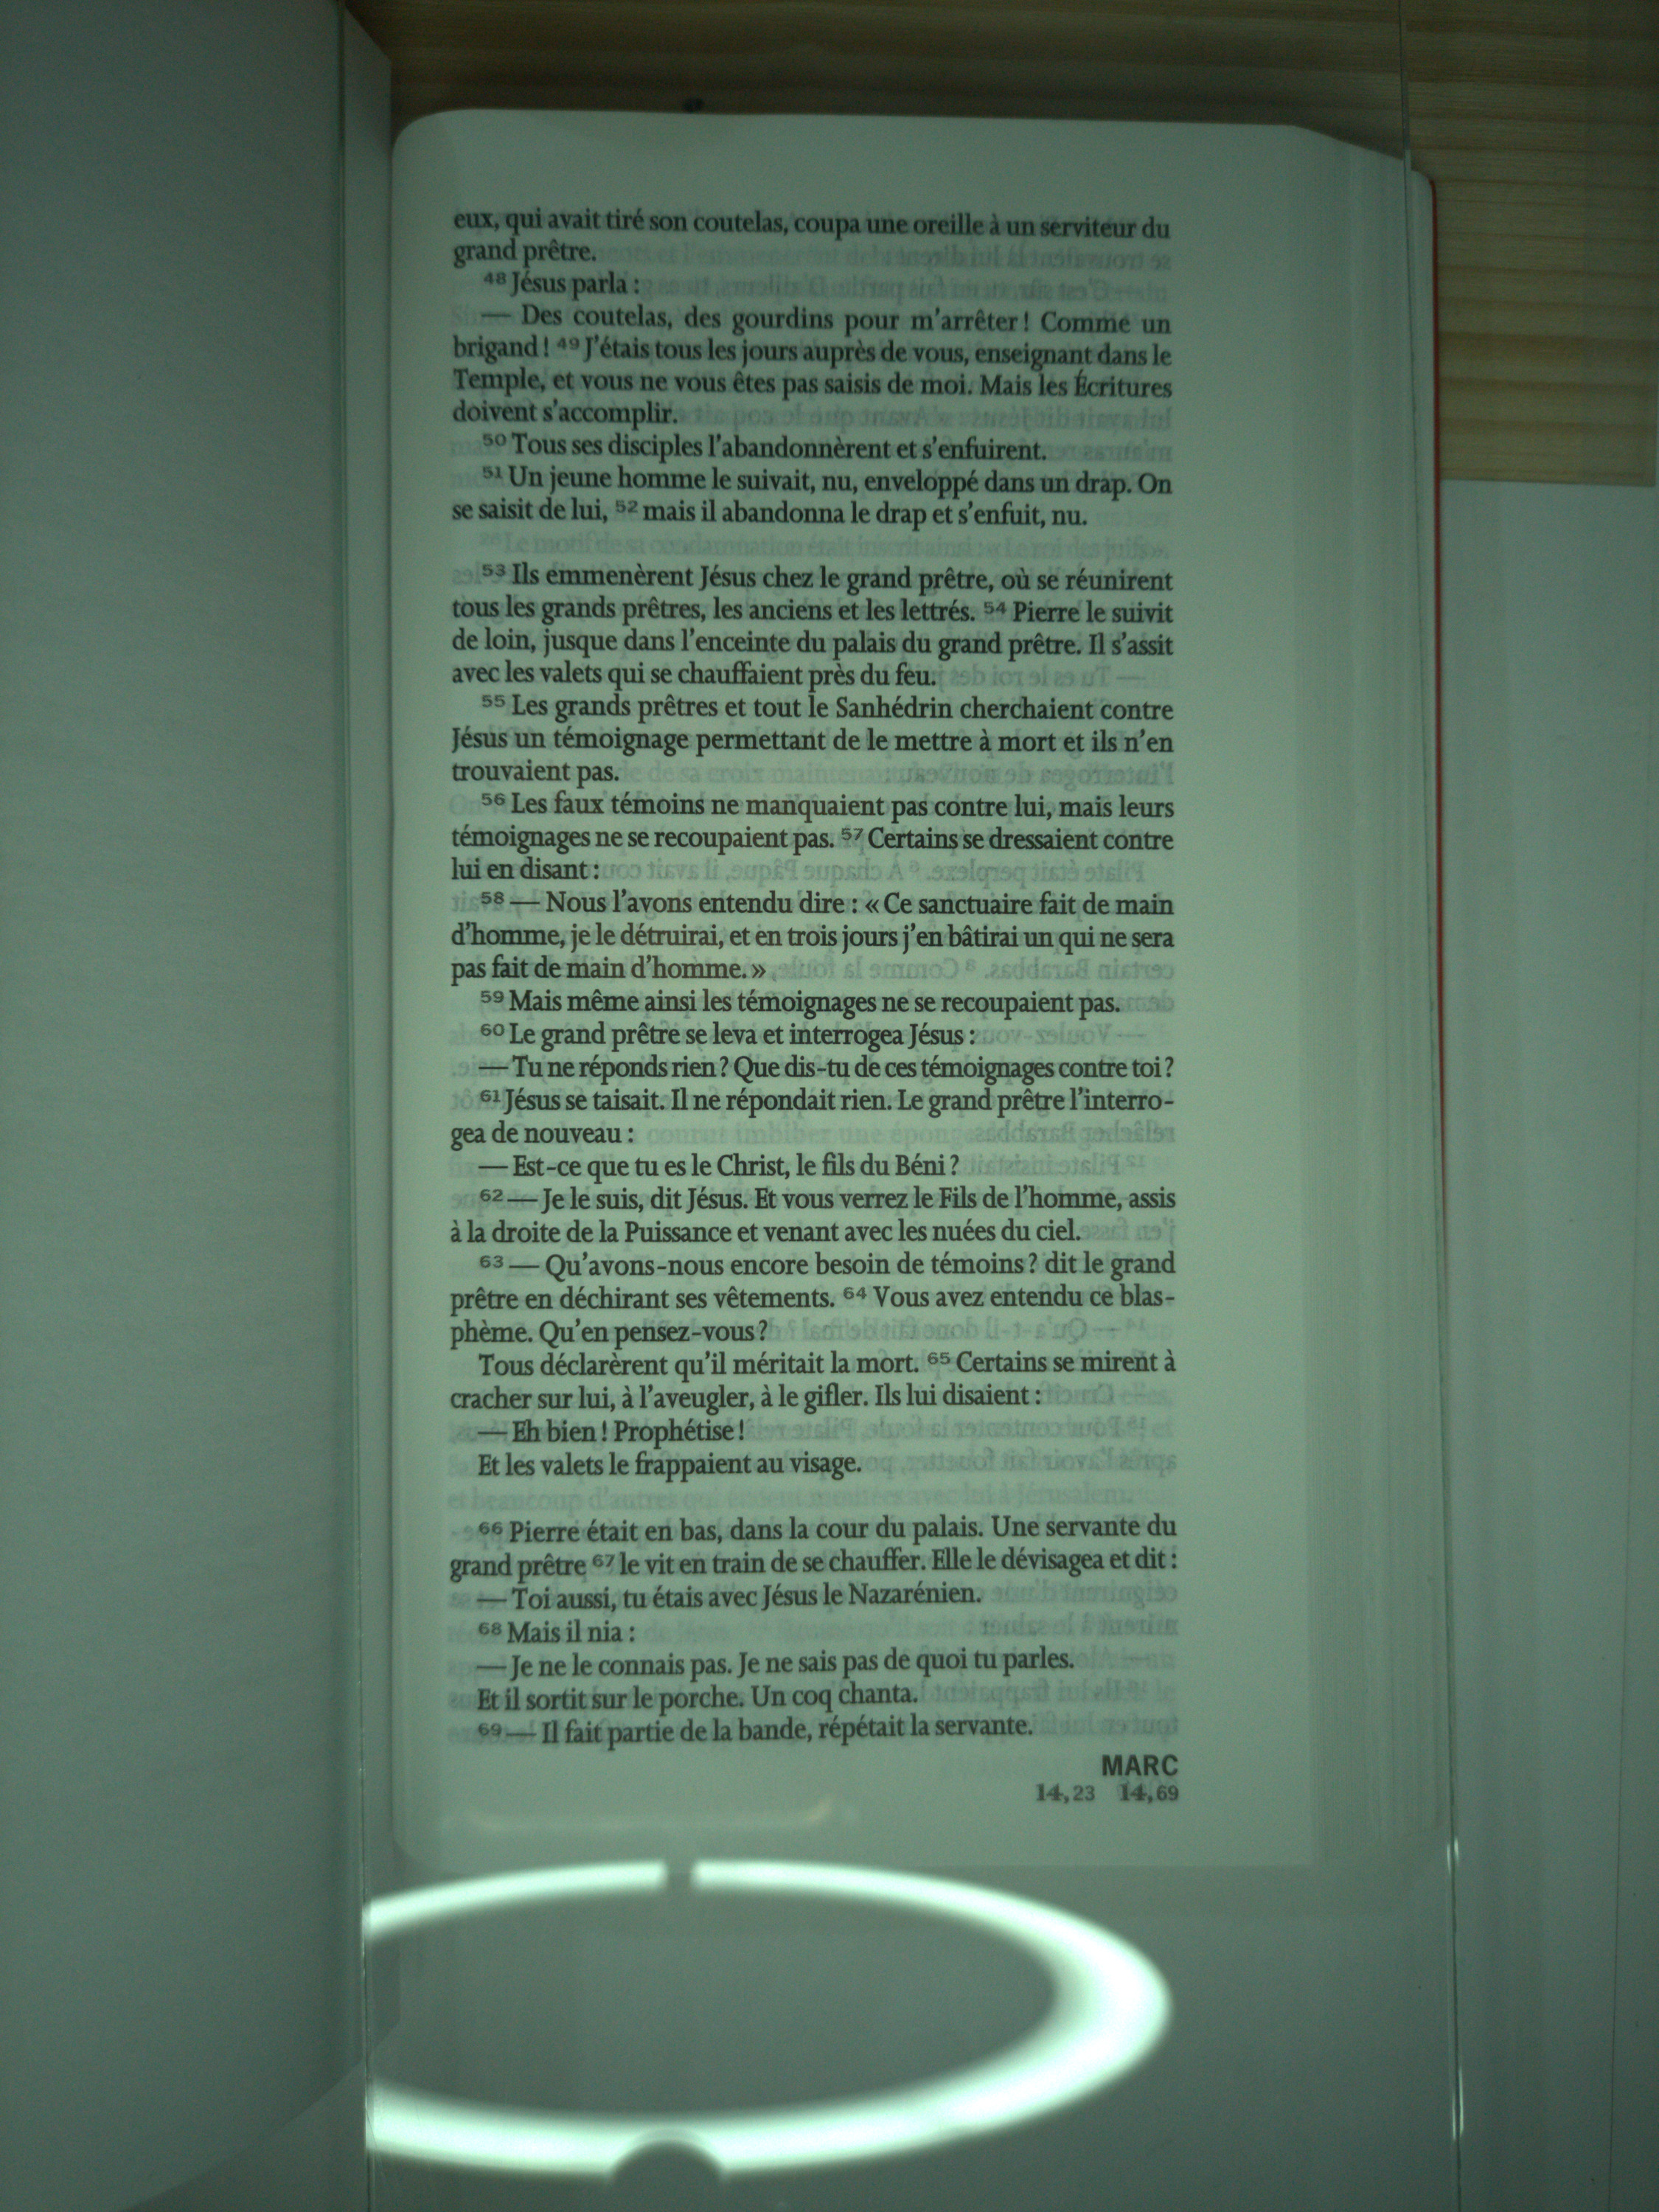 eux, qui avait tiré son coutelas, coupa une oreille à un serviteur du
grand prêtre.
48 Jésus parla :
— Des coutelas, des gourdins pour m'arrêter ! Comme un
brigand ! 49 J'étais tous les jours auprès de vous, enseignant dans le
Temple, et vous ne vous êtes pas saisis de moi. Mais les Écritures
doivent s'accomplir.
50 Tous ses disciples l'abandonnèrent et s'enfuirent.
51 Un jeune homme le suivait, nu, enveloppé dans un drap. On
se saisit de lui, 52 mais il abandonna le drap et s'enfuit, nu.
53 Ils emmenèrent Jésus chez le grand prêtre, où se réunirent
tous les grands prêtres, les anciens et les lettrés. 54 Pierre le suivit
de loin, jusque dans l'enceinte du palais du grand prêtre. Il s'assit
avec les valets qui se chauffaient près du feu.
55 Les grands prêtres et tout le Sanhédrin cherchaient contre
Jésus un témoignage permettant de le mettre à mort et ils n'en
trouvaient pas.
56 Les faux témoins ne manquaient pas contre lui, mais leurs
témoignages ne se recoupaient pas. 57 Certains se dressaient contre
lui en disant :
58 — Nous l'avons entendu dire : « Ce sanctuaire fait de main
d'homme, je le détruirai, et en trois jours j'en bâtirai un qui ne sera
pas fait de main d'homme. »
59 Mais même ainsi les témoignages ne se recoupaient pas.
60 Le grand prêtre se leva et interrogea Jésus :
— Tu ne réponds rien ? Que dis-tu de ces témoignages contre toi ?
61 Jésus se taisait. Il ne répondait rien. Le grand prêtre l'interro-
gea de nouveau :
— Est-ce que tu es le Christ, le fils du Béni ?
62 — Je le suis, dit Jésus. Et vous verrez le Fils de l'homme, assis
à la droite de la Puissance et venant avec les nuées du ciel.
63 — Qu'avons-nous encore besoin de témoins ? dit le grand
prêtre en déchirant ses vêtements. 64 Vous avez entendu ce blas-
phème. Qu'en pensez-vous ?
Tous déclarèrent qu'il méritait la mort. 65 Certains se mirent à
cracher sur lui, à l'aveugler, à le gifler. Ils lui disaient :
— Eh bien ! Prophétise !
Et les valets le frappaient au visage.
66 Pierre était en bas, dans la cour du palais. Une servante du
grand prêtre 67 le vit en train de se chauffer. Elle le dévisagea et dit :
— Toi aussi, tu étais avec Jésus le Nazarénien.
68 Mais il nia :
— Je ne le connais pas. Je ne sais pas de quoi tu parles.
Et il sortit sur le porche. Un coq chanta.
69 — Il fait partie de la bande, répétait la servante.
MARC
14,23 14,69